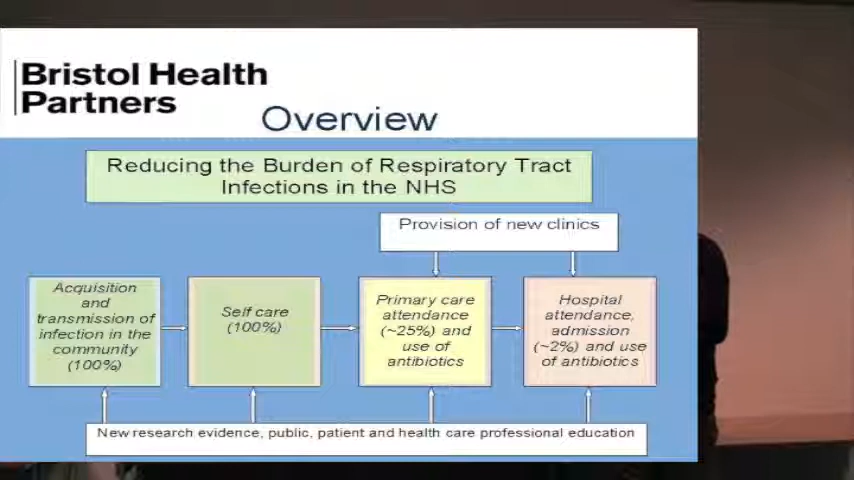 Bristol Health
Partners
Overview
Reducing the Burden of Respiratory Tract
Infections in the NHS
Provision of new clinics
Acquisition
and
transmission of
infection in the
community
(100%)
Self care
(100%)
Primary care
attendance
(~25%) and
use of
antibiotics
Hospital
attendance,
admission
(~2%) and use
of antibiotics
New research evidence, public, patient and health care professional education